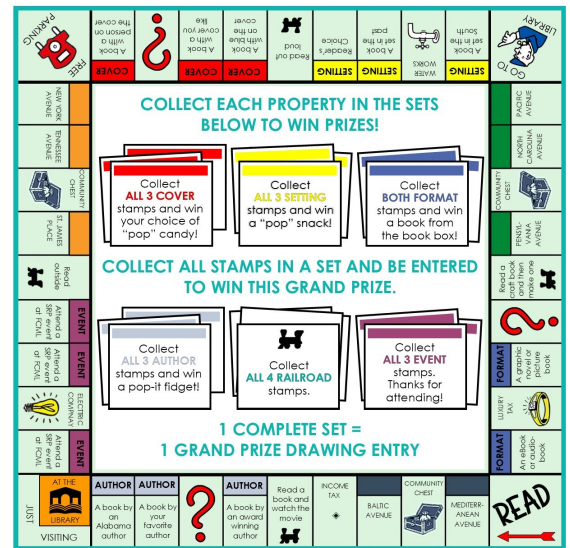 FREE
PARKING
COVER
A book
with a
person on
the cover
COVER
A book
with a
cover you
like
COVER
A book
with blue
on the
cover
Read out
loud
SETTING
Reader's
Choice
SETTING
A book
set in the
past
WATER
WORKS
SETTING
A book
set in the
South
GO TO
LIBRARY
NEW YORK
AVENUE
TENNESSEE
AVENUE
COMMUNITY
CHEST
ST. JAMES
PLACE
Read
outside
EVENT
Attend a
SRP event
at FCML
EVENT
Attend a
SRP event
at FCML
ELECTRIC
COMPNAY
EVENT
Attend a
SRP event
at FCML
COLLECT EACH PROPERTY IN THE SETS
BELOW TO WIN PRIZES!
Collect
ALL 3 COVER
stamps and win
your choice of
"pop" candy!
Collect
ALL 3 SETTING
stamps and win
a "pop" snack!
Collect
BOTH FORMAT
stamps and win
a book from
the book box!
COLLECT ALL STAMPS IN A SET AND BE ENTERED
TO WIN THIS GRAND PRIZE.
Collect
ALL 3 AUTHOR
stamps and win
a pop-it fidget!
Collect
ALL 4 RAILROAD
stamps.
Collect
ALL 3 EVENT
stamps.
Thanks for
attending!
1 COMPLETE SET =
1 GRAND PRIZE DRAWING ENTRY
PACIFIC
AVENUE
NORTH
CAROLINA
AVENUE
COMMUNITY
CHEST
PENSYL-
VANIA
AVENUE
Read a
craft book
and then
make one
FORMAT
A graphic
novel or
picture
book
LUXURY
TAX
FORMAT
An eBook
or audio-
book
JUST
VISITING
AT THE
LIBRARY
AUTHOR
A book by
an
Alabama
author
AUTHOR
A book by
your
favorite
author
AUTHOR
A book by
an award
winning
author
Read a
book and
watch the
movie
INCOME
TAX
BALTIC
AVENUE
COMMUNITY
CHEST
MEDITERR-
ANEAN
AVENUE
READ